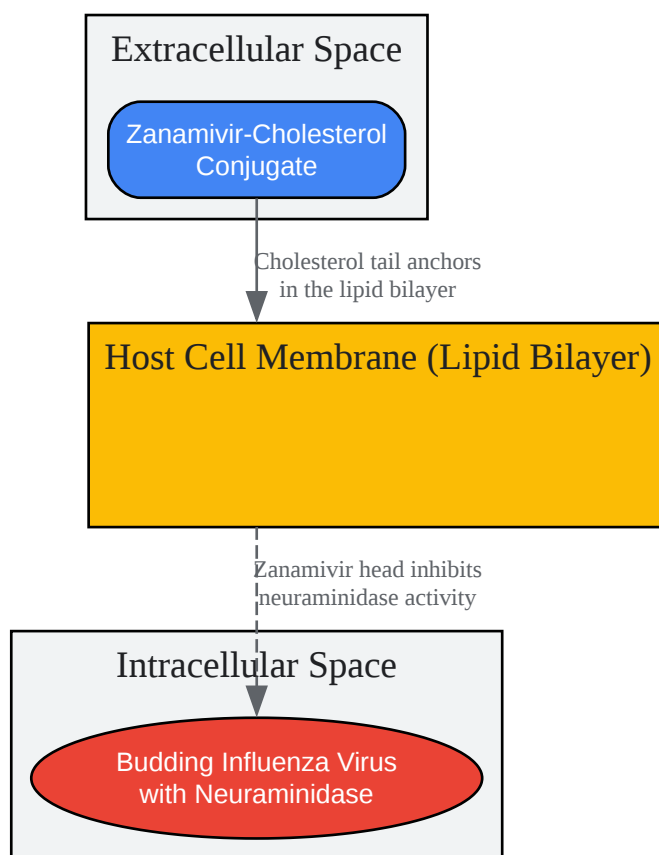 Extracellular Space
Zanamivir-Cholesterol
Conjugate
Cholesterol tail anchors
in the lipid bilayer
Host Cell Membrane (Lipid Bilayer)
Zanamivir head inhibits
neuraminidase activity
Intracellular Space
Budding Influenza Virus
with Neuraminidase